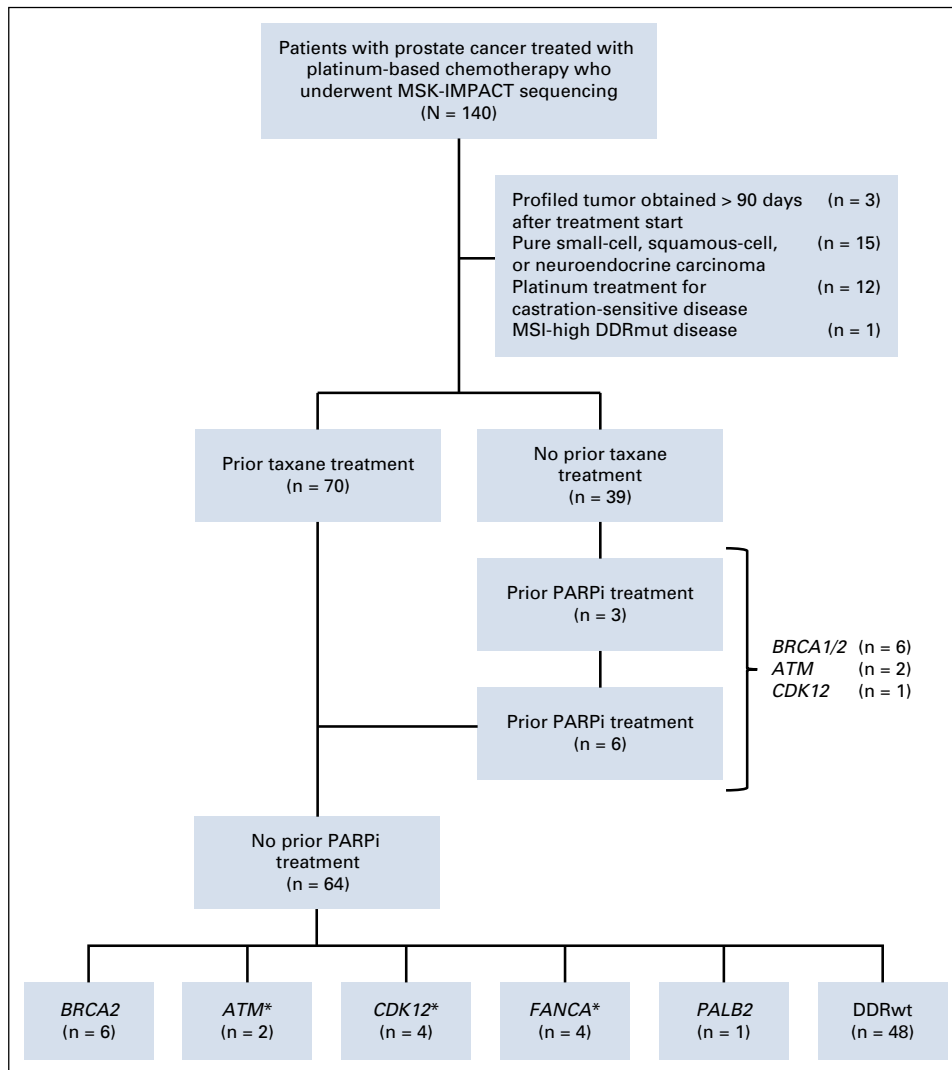 Patients with prostate cancer treated with
platinum-based chemotherapy who
underwent MSK-IMPACT sequencing
(N = 140)
Profiled tumor obtained > 90 days (n = 3)
after treatment start
Pure small-cell, squamous-cell, (n = 15)
or neuroendocrine carcinoma
Platinum treatment for (n = 12)
castration-sensitive disease
MSI-high DDRmut disease (n = 1)
Prior taxane treatment
(n = 70)
No prior taxane
treatment
(n = 39)
Prior PARPi treatment
(n = 3)
Prior PARPi treatment
(n = 6)
BRCA1/2 (n = 6)
ATM (n = 2)
CDK12 (n = 1)
No prior PARPi
treatment
(n = 64)
BRCA2
(n = 6)
ATM*
(n = 2)
CDK12*
(n = 4)
FANCA*
(n = 4)
PALB2
(n = 1)
DDRwt
(n = 48)